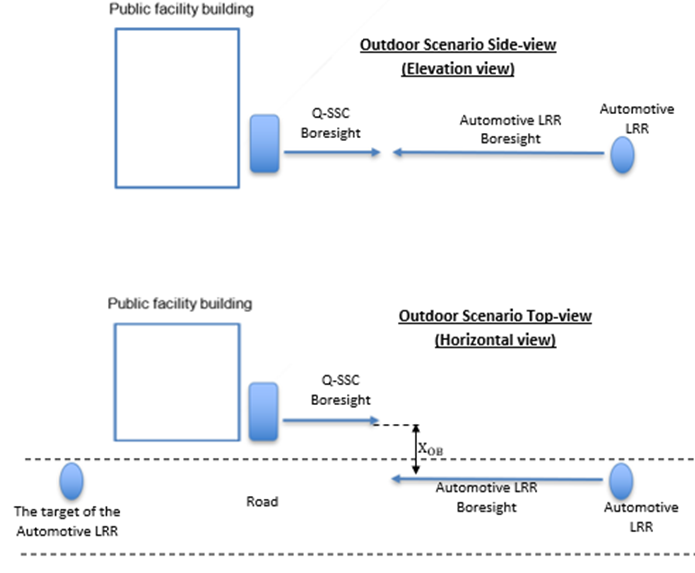 Public facility building
Outdoor Scenario Side-view
(Elevation view)
Q-SSC
Boresight
Automotive LRR
Boresight
Automotive
LRR
Public facility building
Outdoor Scenario Top-view
(Horizontal view)
Q-SSC
Boresight
XOB
Automotive LRR
Boresight
Road
The target of the
Automotive LRR
Automotive
LRR